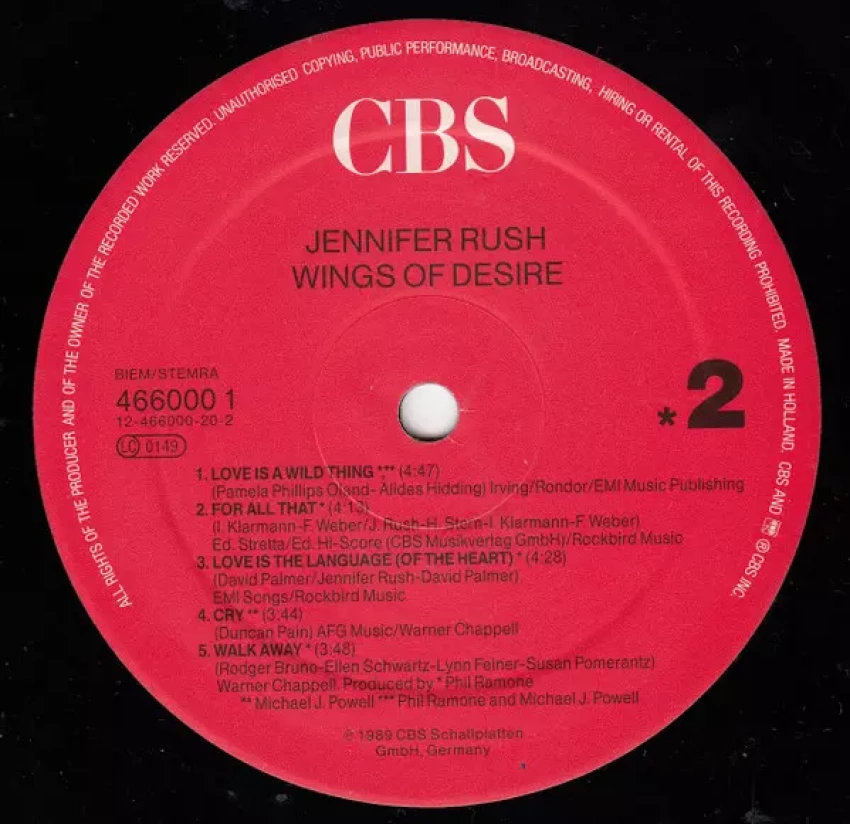 ALL RIGHTS OF THE PRODUCER AND OF THE OWNER OF THE RECORDED WORK RESERVED. UNAUTHORISED COPYING, PUBLIC PERFORMANCE, BROADCASTING, HIRING OR RENTAL OF THIS RECORDING PROHIBITED. MADE IN HOLLAND. CBS AND ℗ CBS INC.
CBS
JENNIFER RUSH
WINGS OF DESIRE
BIEM/STEMRA
466000 1
12-466000-20-2
LC 0149
*2
1. LOVE IS A WILD THING *,** (4:47)
(Pamela Phillips Oland- Alides Hidding) Irving/Rondor/EMI Music Publishing
2. FOR ALL THAT * (4:13)
(I. Klarmann-F. Weber/J. Rush-H. Stern-I. Klarmann-F. Weber)
Ed. Stretta/Ed. Hi-Score (CBS Musikverlag GmbH)/Rockbird Music
3. LOVE IS THE LANGUAGE (OF THE HEART) * (4:28)
(David Palmer/Jennifer Rush-David Palmer)
EMI Songs/Rockbird Music
4. CRY ** (3:44)
(Duncan Pain) AFG Music/Warner Chappell
5. WALK AWAY * (3:48)
(Rodger Bruno-Ellen Schwartz-Lynn Feiner-Susan Pomerantz)
Warner Chappell. Produced by * Phil Ramone
** Michael J. Powell *** Phil Ramone and Michael J. Powell
℗ 1989 CBS Schallplatten
GmbH, Germany